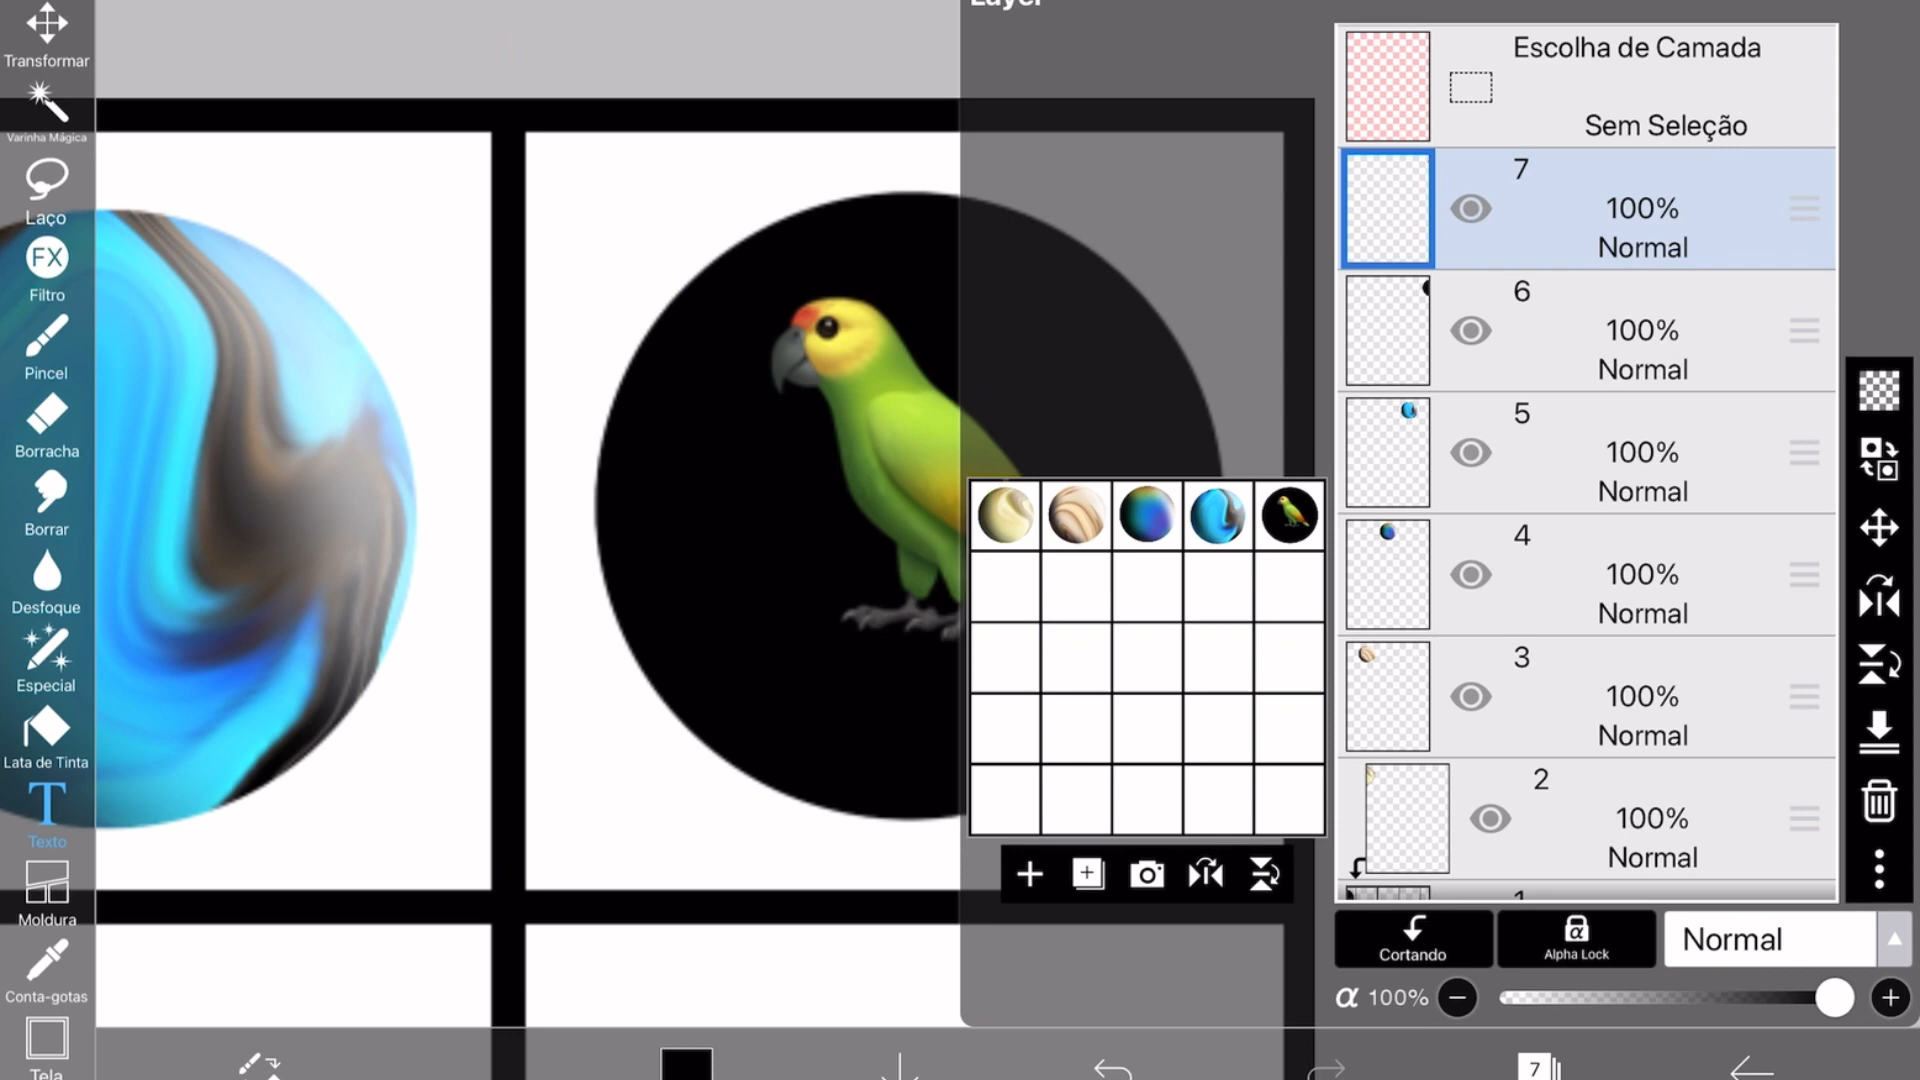 Layer
Transformar
Varinha Mágica
Laço
FX
Filtro
Pincel
Borracha
Borrar
Desfoque
Especial
Lata de Tinta
T
Texto
Moldura
Conta-gotas
Tela
Escolha de Camada
Sem Seleção
7
100%
Normal
6
100%
Normal
5
100%
Normal
4
100%
Normal
3
100%
Normal
2
100%
Normal
1
Cortando
α
Alpha Lock
Normal
α 100%
7